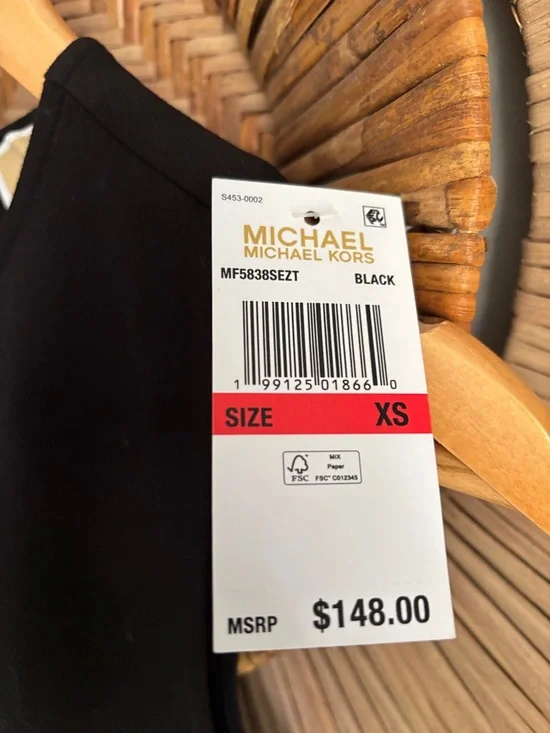 S453-0002
MICHAEL
MICHAEL KORS
MF5838SEZT BLACK
1 99125 01866 0
SIZE XS
MIX
Paper
FSC FSC® C012345
MSRP $148.00